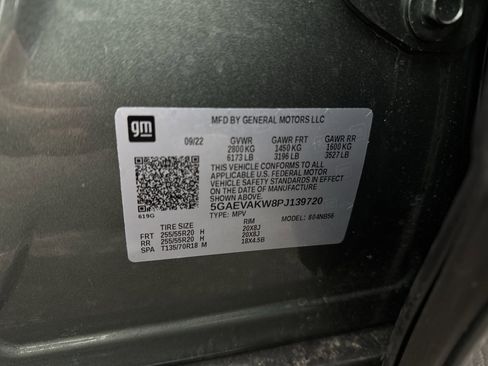 gm
MFD BY GENERAL MOTORS LLC
09/22 GVWR GAWR FRT GAWR RR
2800 KG 1450 KG 1600 KG
6173 LB 3196 LB 3527 LB
THIS VEHICLE CONFORMS TO ALL
APPLICABLE U.S. FEDERAL MOTOR
VEHICLE SAFETY STANDARDS IN EFFECT
ON THE DATE OF MANUFACTURE
SHOWN ABOVE.
5GAEVAKW8PJ139720
TYPE: MPV MODEL: 804NB56
619G
TIRE SIZE RIM
FRT 255/55R20 H 20X8J
RR 255/55R20 H 20X8J
SPA T135/70R18 M 18X4.5B